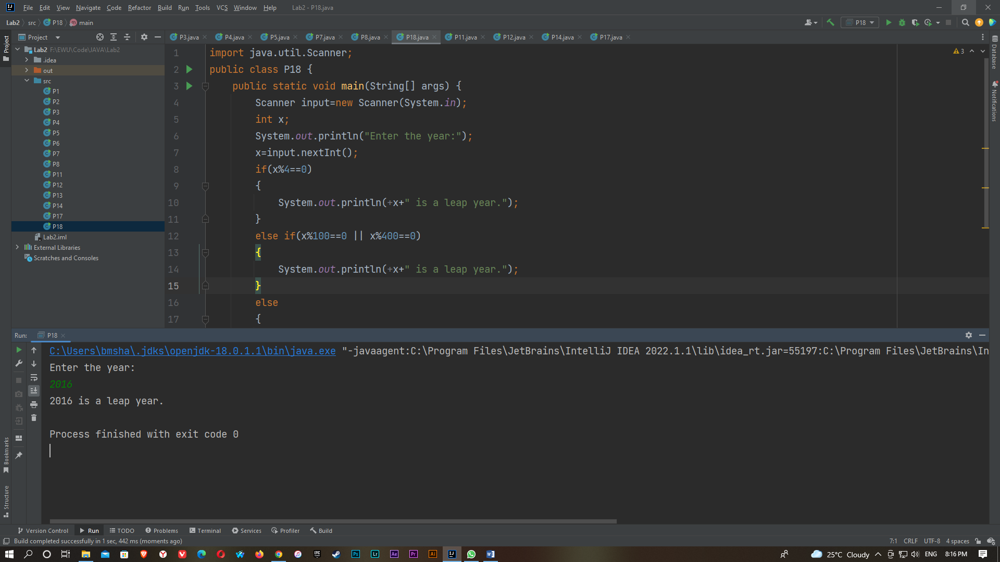 File Edit View Navigate Code Refactor Build Run Tools VCS Window Help Lab2 - P18.java
Lab2 src P18 main P18
Project P3.java P4.java P5.java P7.java P8.java P18.java P11.java P12.java P14.java P17.java
Lab2 F:\EWU\Code\JAVA\Lab2
.idea
out
src
P1
P2
P3
P4
P5
P6
P7
P8
P11
P12
P13
P14
P17
P18
Lab2.iml
External Libraries
Scratches and Consoles
Project
Bookmarks
Structure
Database
Notifications
3
1 import java.util.Scanner;
2 public class P18 {
3 public static void main(String[] args) {
4 Scanner input=new Scanner(System.in);
5 int x;
6 System.out.println("Enter the year:");
7 x=input.nextInt();
8 if(x%4==0)
9 {
10 System.out.println(+x+" is a leap year.");
11 }
12 else if(x%100==0 || x%400==0)
13 {
14 System.out.println(+x+" is a leap year.");
15 }
16 else
17 {
Run: P18
C:\Users\bmsha\.jdks\openjdk-18.0.1.1\bin\java.exe "-javaagent:C:\Program Files\JetBrains\IntelliJ IDEA 2022.1.1\lib\idea_rt.jar=55197:C:\Program Files\JetBrains\In
Enter the year:
2016
2016 is a leap year.
Process finished with exit code 0
Version Control Run TODO Problems Terminal Services Profiler Build
Build completed successfully in 1 sec, 442 ms (moments ago) 7:1 CRLF UTF-8 4 spaces
25°C Cloudy ENG 8:16 PM